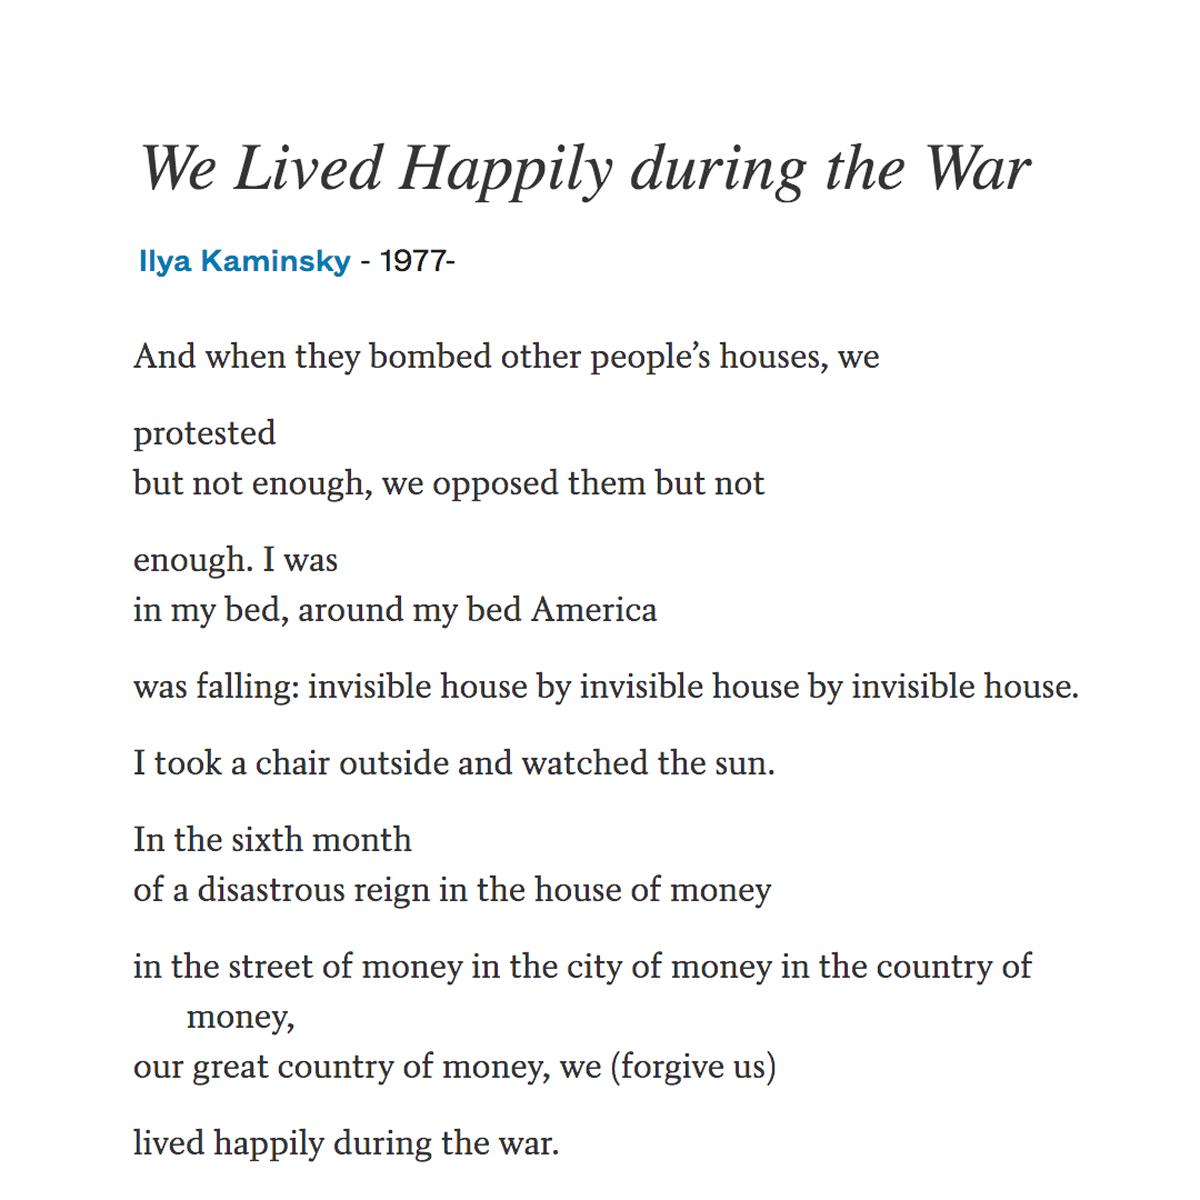 We Lived Happily during the War
Ilya Kaminsky - 1977-
And when they bombed other people’s houses, we
protested
but not enough, we opposed them but not
enough. I was
in my bed, around my bed America
was falling: invisible house by invisible house by invisible house.
I took a chair outside and watched the sun.
In the sixth month
of a disastrous reign in the house of money
in the street of money in the city of money in the country of
money,
our great country of money, we (forgive us)
lived happily during the war.